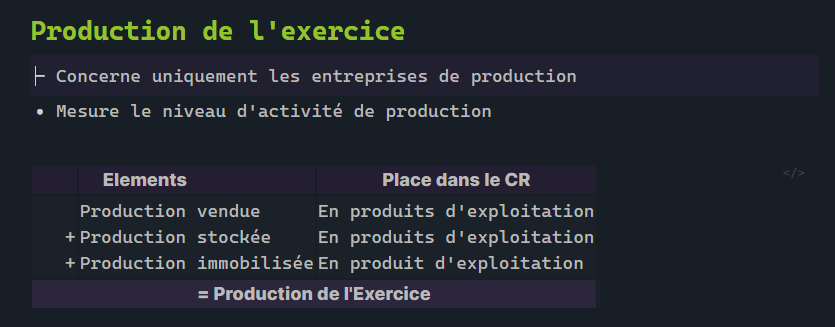 Production de l'exercice
- Concerne uniquement les entreprises de production
• Mesure le niveau d'activité de production
</>
Elements Place dans le CR
Production vendue En produits d'exploitation
+ Production stockée En produits d'exploitation
+ Production immobilisée En produit d'exploitation
= Production de l'Exercice